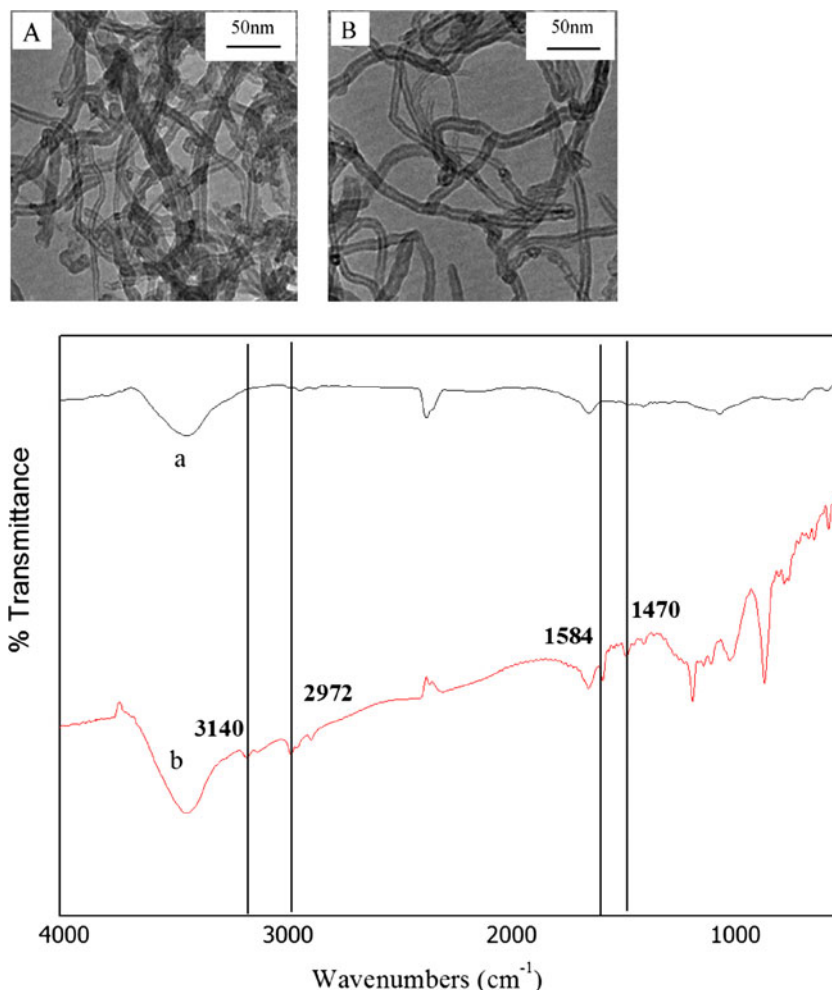 A
50nm
B
50nm
a
1470
1584
2972
3140
b
% Transmittance
4000
3000
2000
1000
Wavenumbers (cm⁻¹)